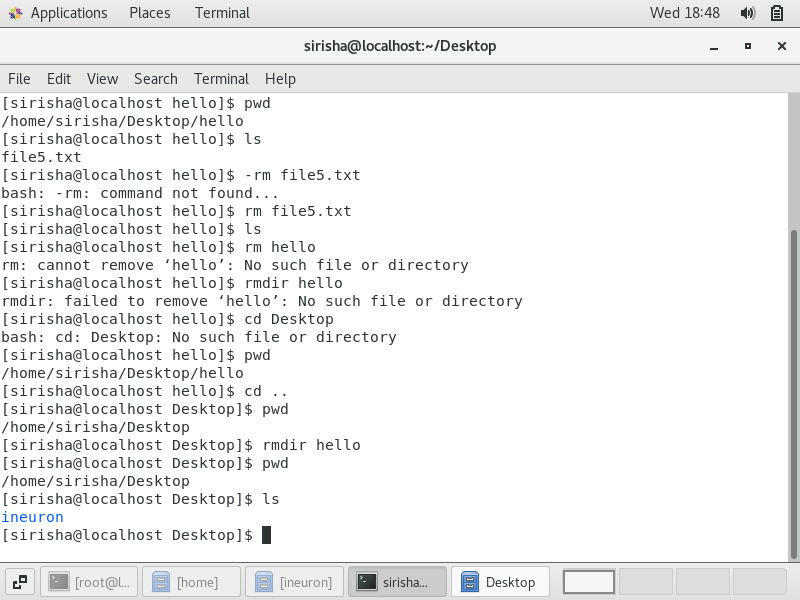 Applications Places Terminal Wed 18:48
sirisha@localhost:~/Desktop
File Edit View Search Terminal Help
[sirisha@localhost hello]$ pwd
/home/sirisha/Desktop/hello
[sirisha@localhost hello]$ ls
file5.txt
[sirisha@localhost hello]$ -rm file5.txt
bash: -rm: command not found...
[sirisha@localhost hello]$ rm file5.txt
[sirisha@localhost hello]$ ls
[sirisha@localhost hello]$ rm hello
rm: cannot remove ‘hello’: No such file or directory
[sirisha@localhost hello]$ rmdir hello
rmdir: failed to remove ‘hello’: No such file or directory
[sirisha@localhost hello]$ cd Desktop
bash: cd: Desktop: No such file or directory
[sirisha@localhost hello]$ pwd
/home/sirisha/Desktop/hello
[sirisha@localhost hello]$ cd ..
[sirisha@localhost Desktop]$ pwd
/home/sirisha/Desktop
[sirisha@localhost Desktop]$ rmdir hello
[sirisha@localhost Desktop]$ pwd
/home/sirisha/Desktop
[sirisha@localhost Desktop]$ ls
ineuron
[sirisha@localhost Desktop]$
[root@l... [home] [ineuron] sirisha... Desktop